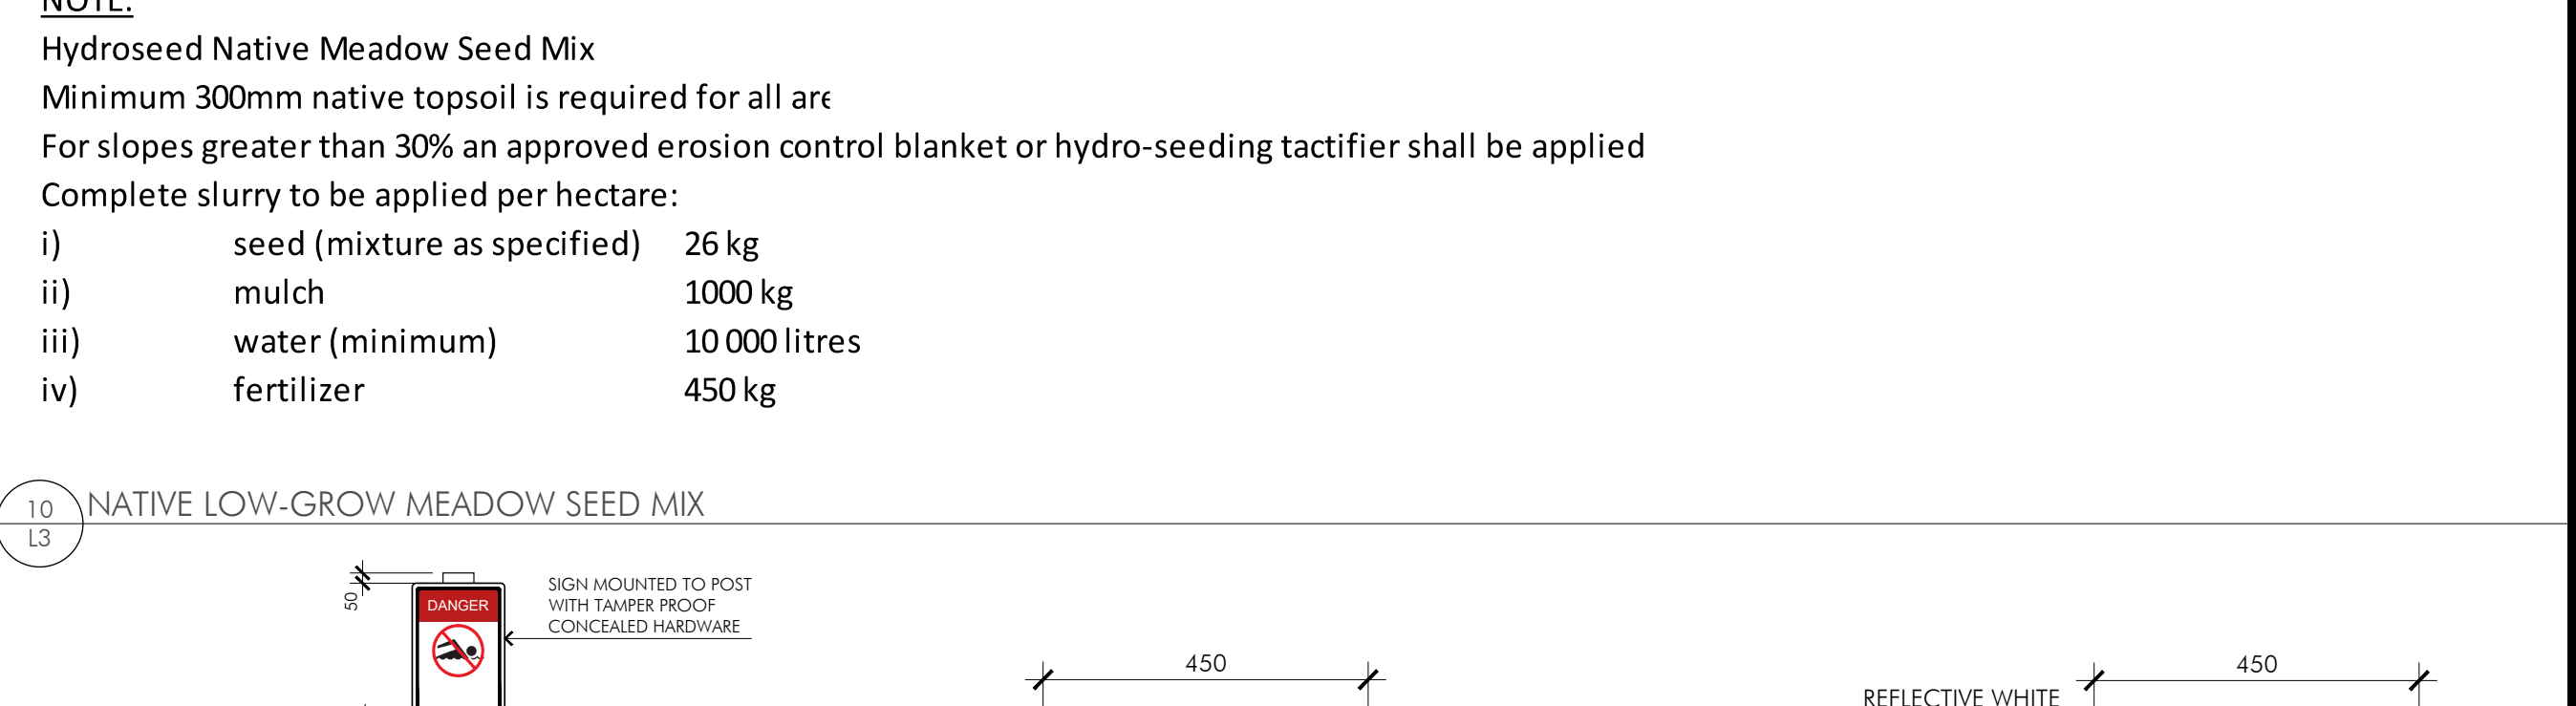 NOTE:
Hydroseed Native Meadow Seed Mix
Minimum 300mm native topsoil is required for all are
For slopes greater than 30% an approved erosion control blanket or hydro-seeding tactifier shall be applied
Complete slurry to be applied per hectare:
i) seed (mixture as specified) 26 kg
ii) mulch 1000 kg
iii) water (minimum) 10 000 litres
iv) fertilizer 450 kg
10
L3
NATIVE LOW-GROW MEADOW SEED MIX
50
DANGER
SIGN MOUNTED TO POST
WITH TAMPER PROOF
CONCEALED HARDWARE
450
450
REFLECTIVE WHITE